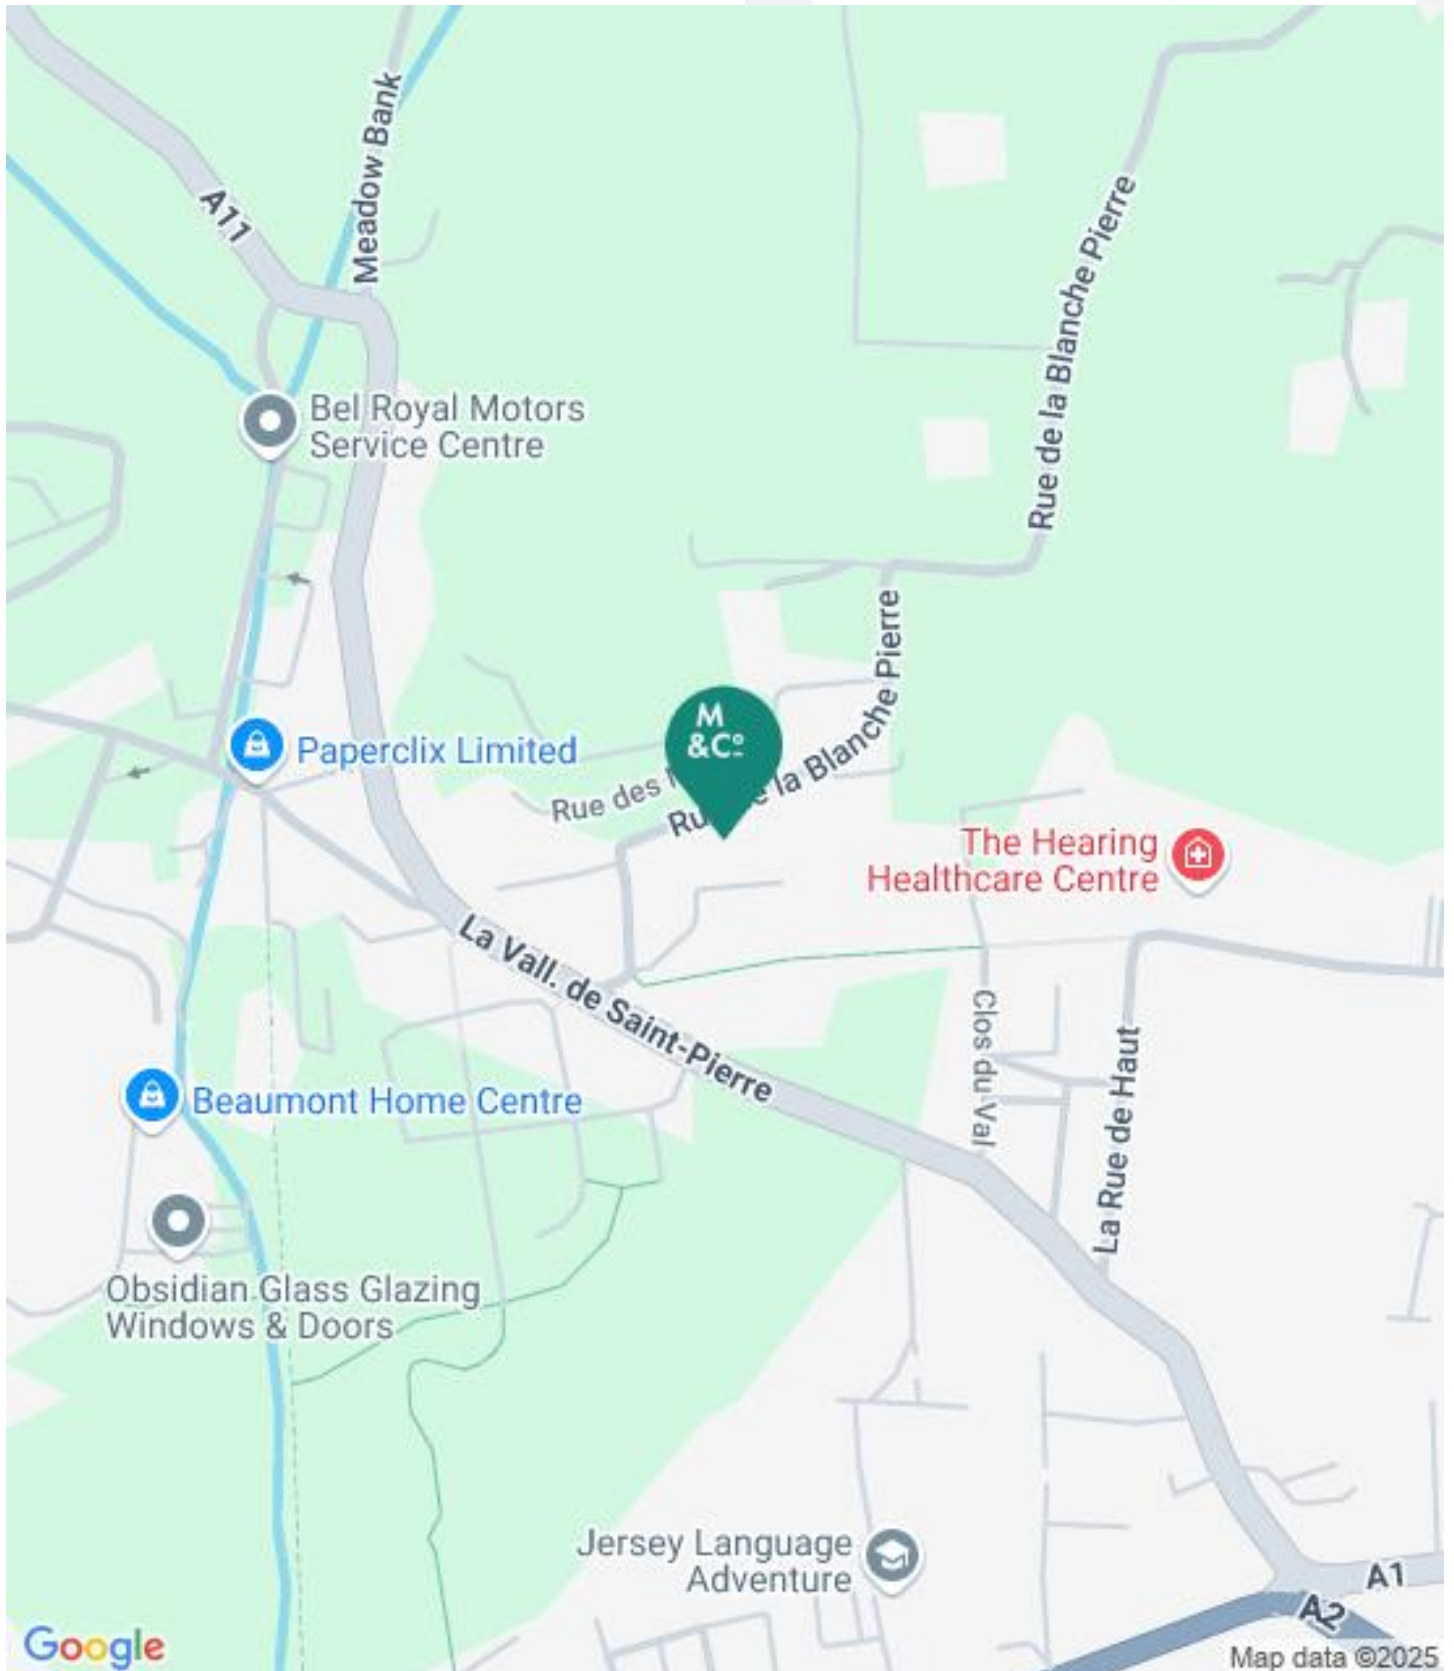 Meadow Bank
A11
Rue de la Blanche Pierre
Bel Royal Motors
Service Centre
Rue de la Blanche Pierre
M
&Cº
Paperclix Limited
Rue des
The Hearing
Healthcare Centre
La Vall. de Saint-Pierre
Clos du Val
La Rue de Haut
Beaumont Home Centre
Obsidian Glass Glazing
Windows & Doors
Jersey Language
Adventure
A1
A2
Google
Map data ©2025